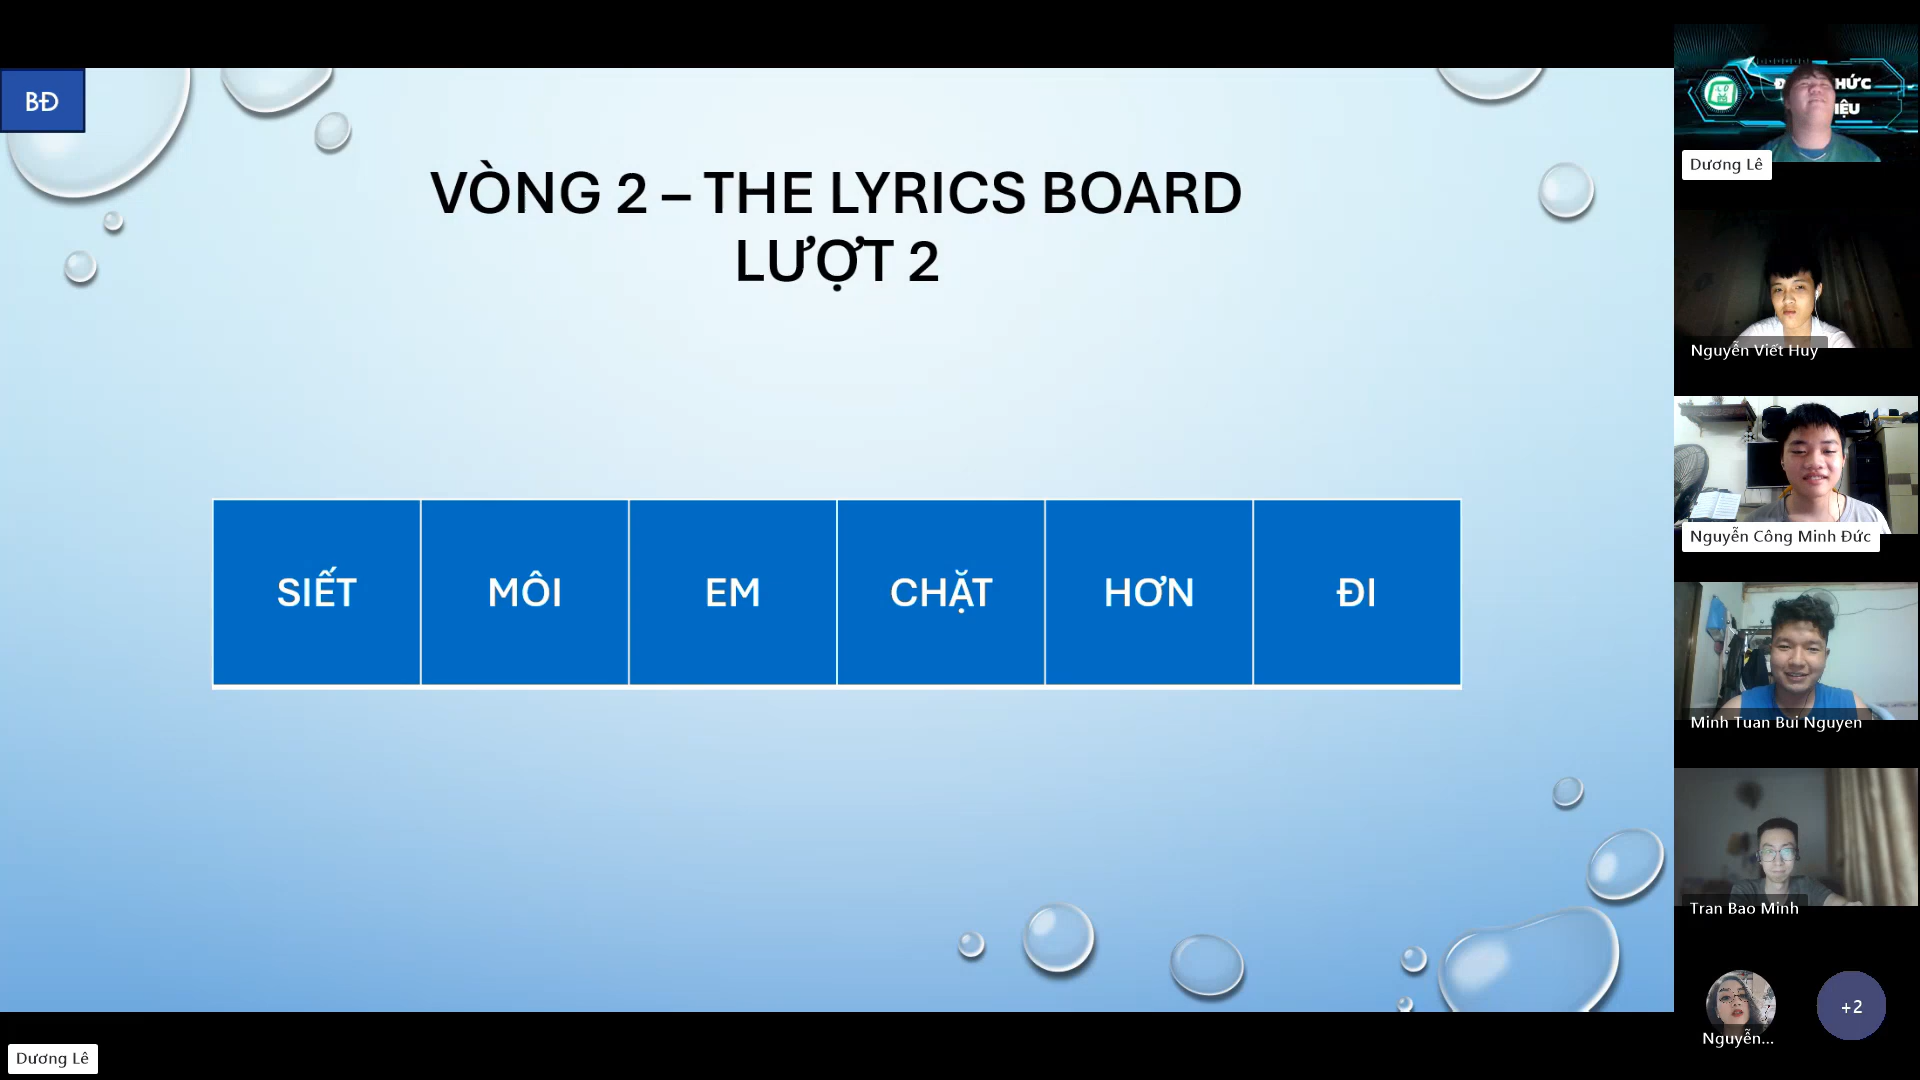 BĐ
VÒNG 2 – THE LYRICS BOARD
LƯỢT 2
SIẾT MÔI EM CHẶT HƠN ĐI
HỨC
IỆU
Dương Lê
Nguyễn Viết Huy
Nguyễn Công Minh Đức
Minh Tuan Bui Nguyen
Tran Bao Minh
Nguyễn...
+2
Dương Lê